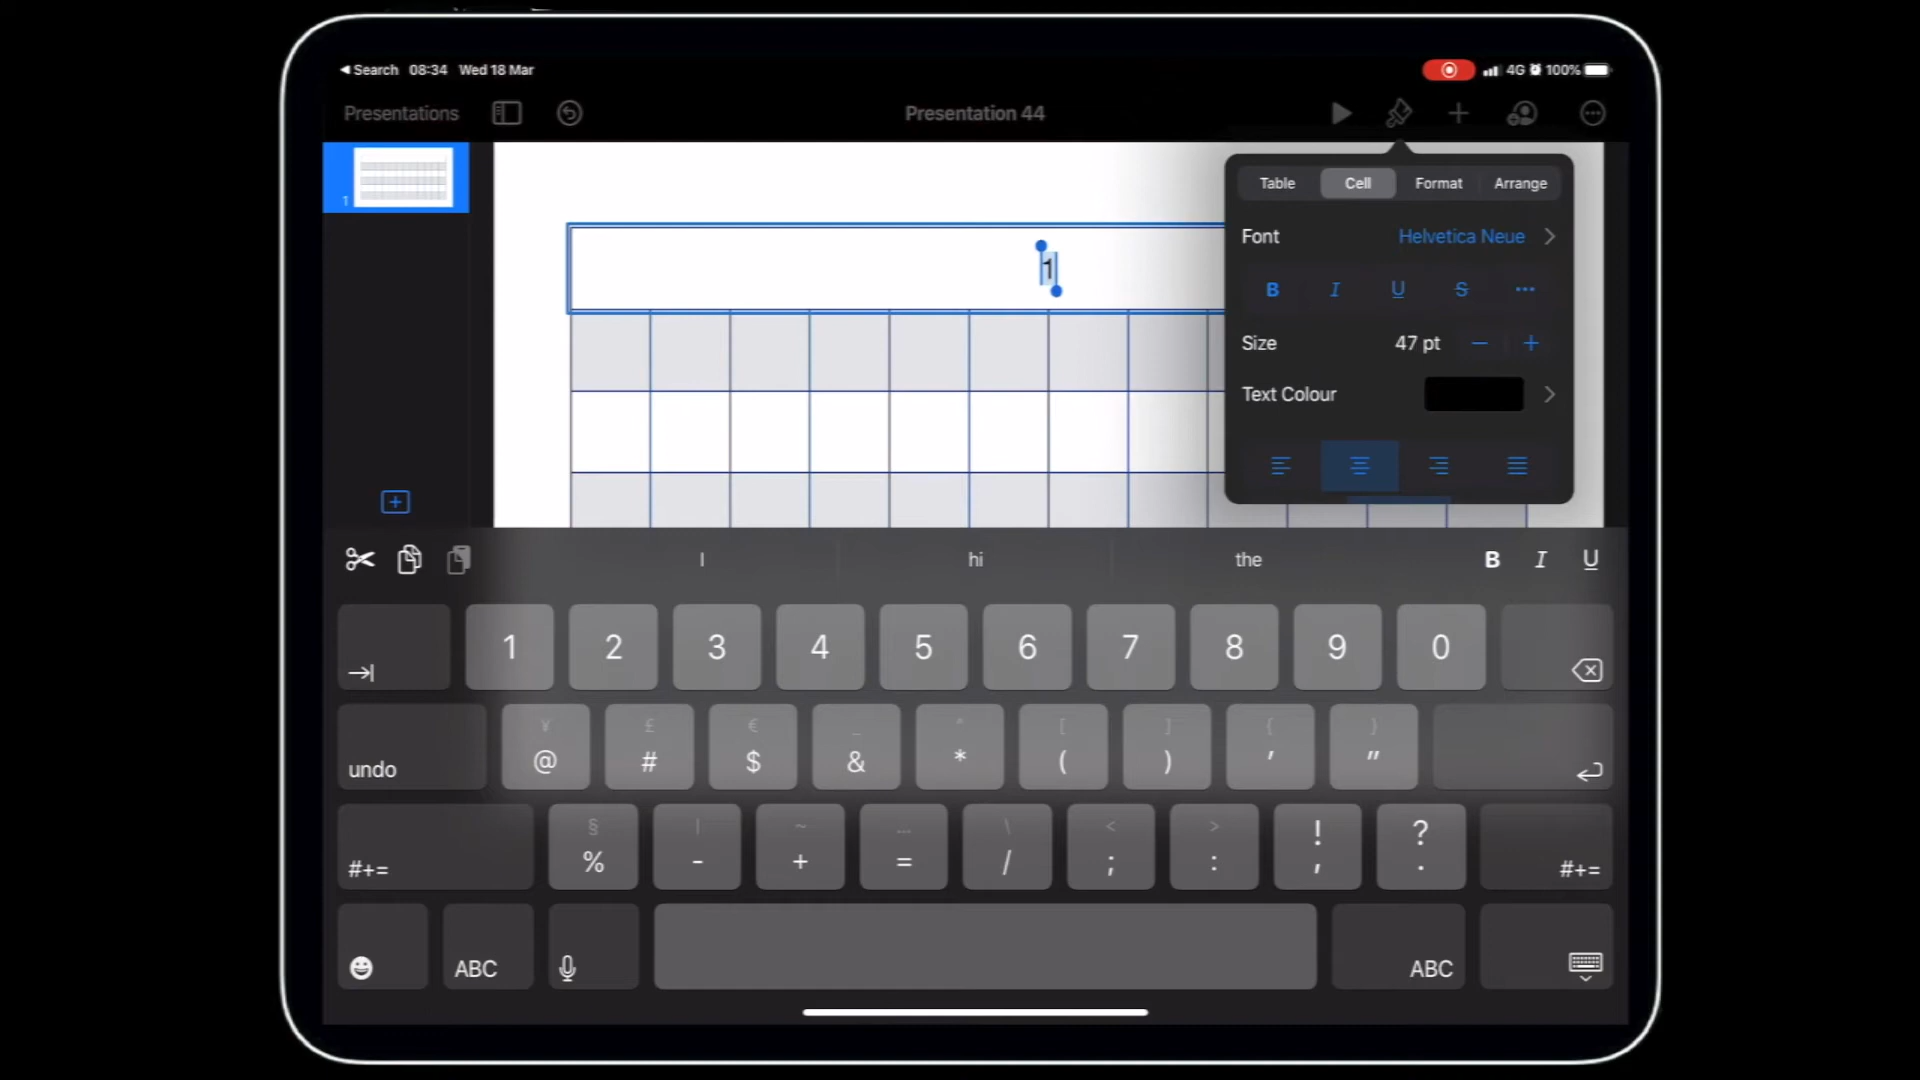 Search 08:34 Wed 18 Mar 4G 100%
Presentations Presentation 44
1
Table Cell Format Arrange
Font Helvetica Neue
B I U S ...
Size 47 pt − +
Text Colour
1
I hi the B I U
1 2 3 4 5 6 7 8 9 0
¥ £ € _ ^ [ ] { }
undo @ # $ & * ( ) ' "
§ | ~ … \ < > ! ?
#+= % - + = / ; : , . #+=
ABC ABC